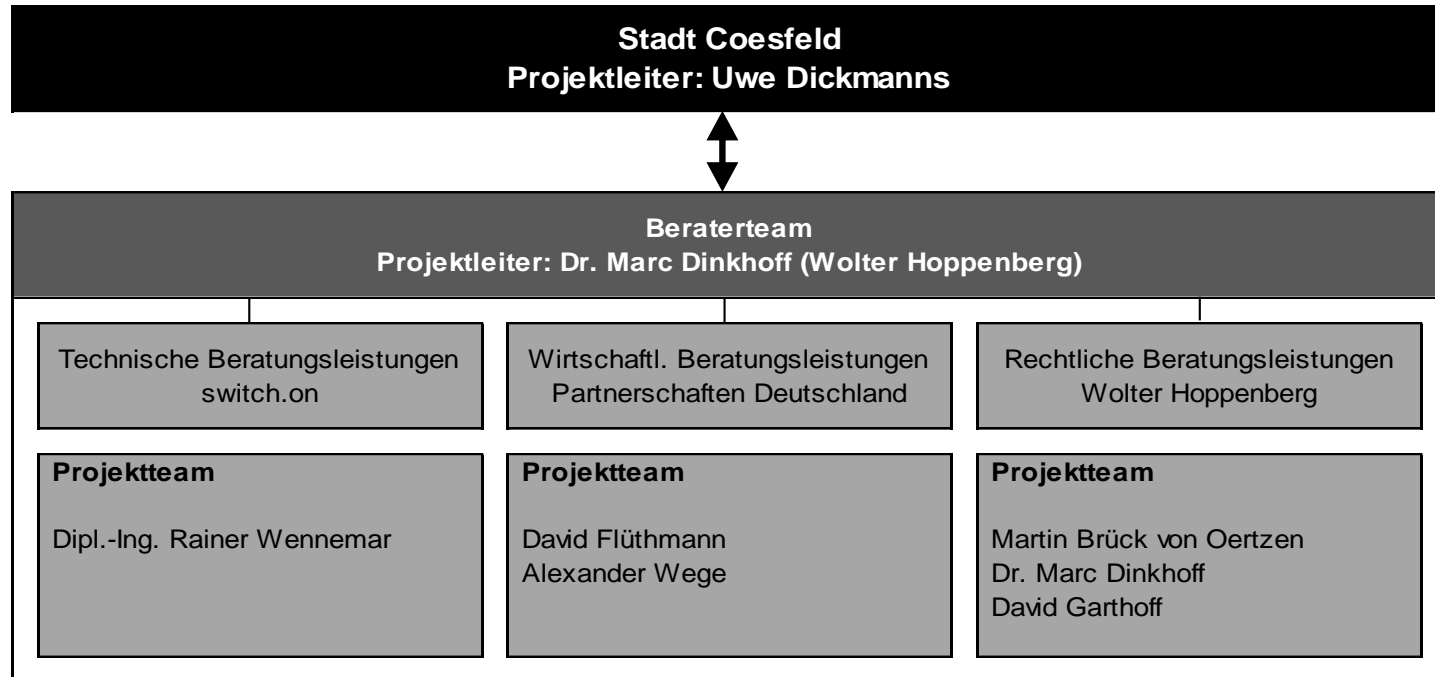 Stadt Coesfeld
Projektleiter: Uwe Dickmanns
Beraterteam
Projektleiter: Dr. Marc Dinkhoff (Wolter Hoppenberg)
Technische Beratungsleistungen
switch.on
Wirtschaftl. Beratungsleistungen
Partnerschaften Deutschland
Rechtliche Beratungsleistungen
Wolter Hoppenberg
Projektteam
Dipl.-Ing. Rainer Wennemar
Projektteam
David Flüthmann
Alexander Wege
Projektteam
Martin Brück von Oertzen
Dr. Marc Dinkhoff
David Garthoff